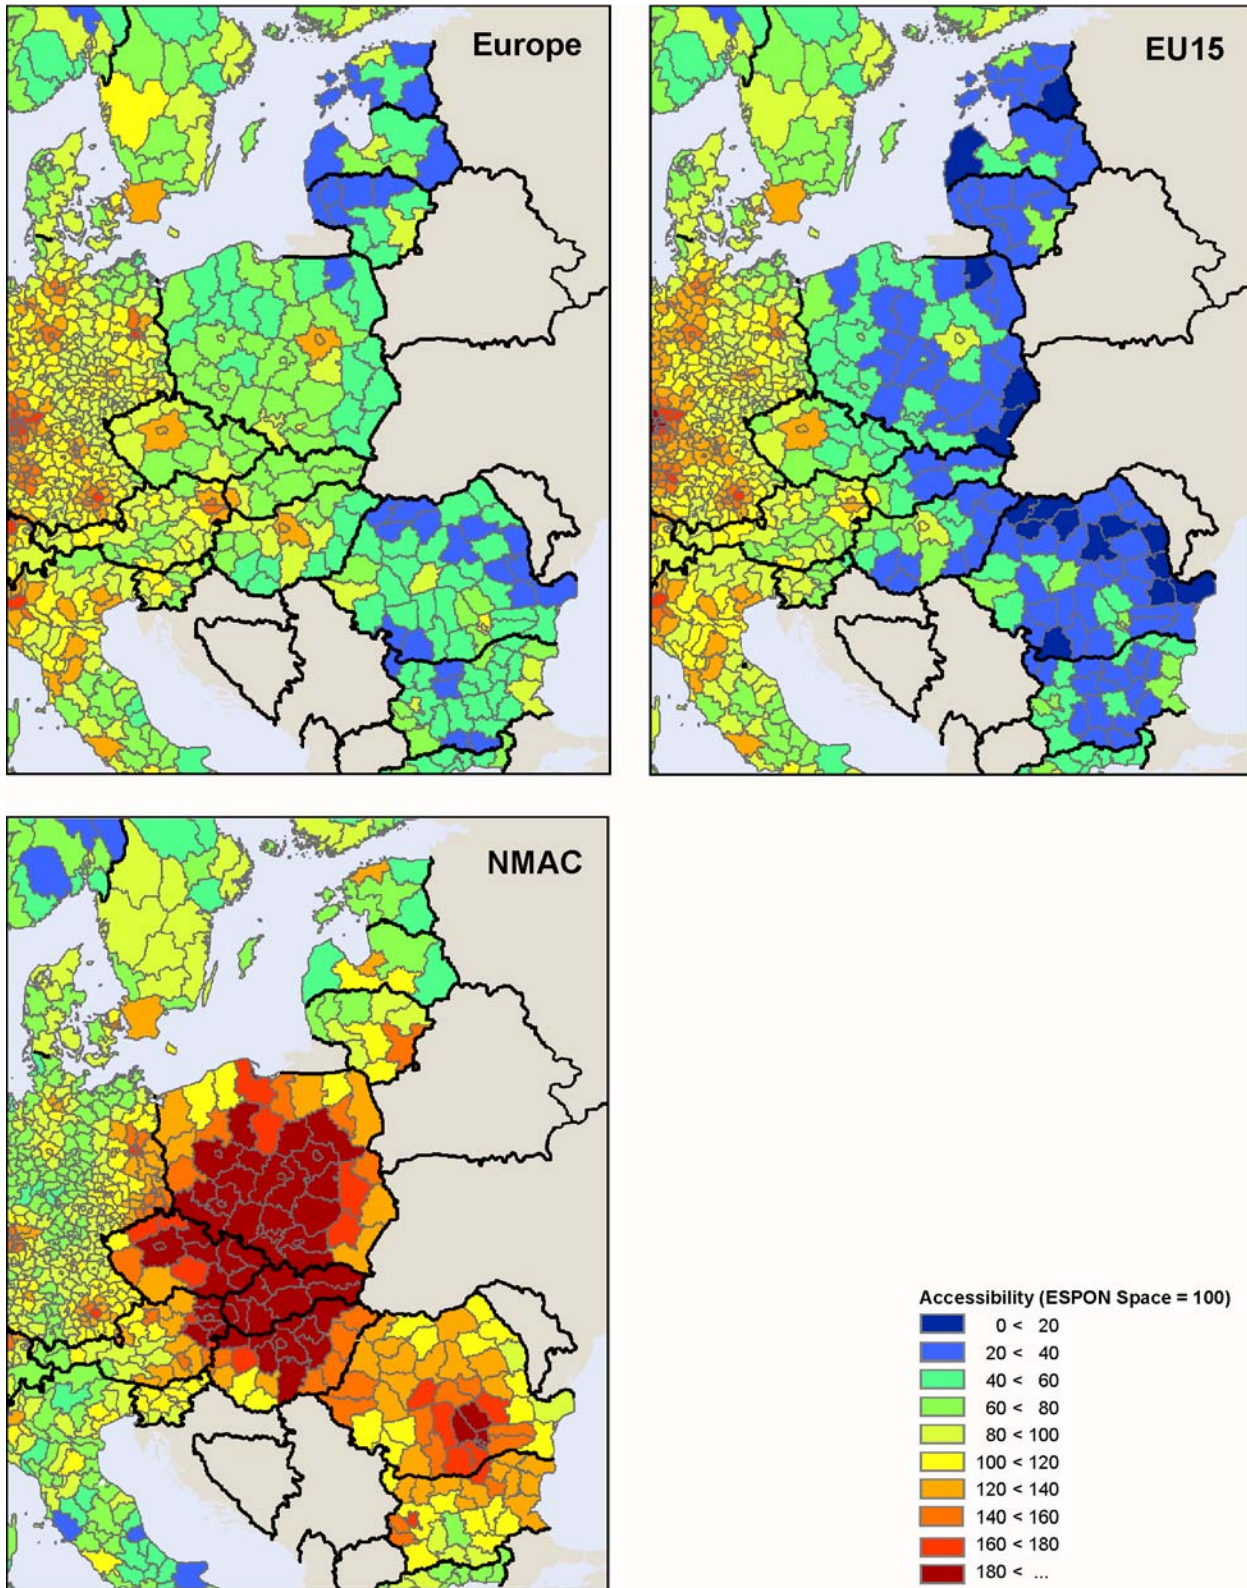 Europe
EU15
NMAC
Accessibility (ESPON Space = 100)
0 < 20
20 < 40
40 < 60
60 < 80
80 < 100
100 < 120
120 < 140
140 < 160
160 < 180
180 < ...